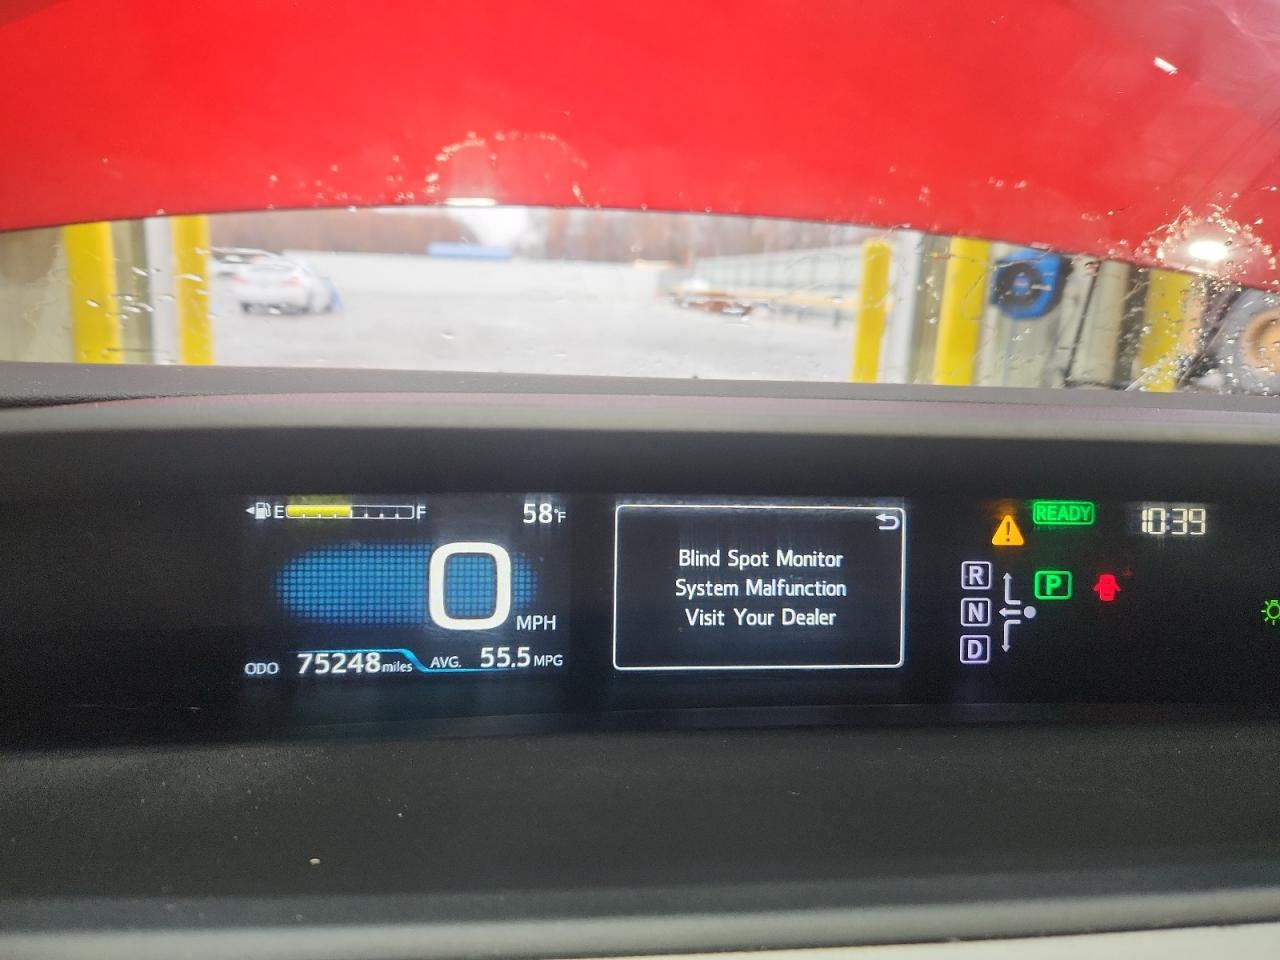 E F
58°F
0 MPH
ODO 75248 miles AVG. 55.5 MPG
Blind Spot Monitor
System Malfunction
Visit Your Dealer
!
READY
10:39
R
N
D
P